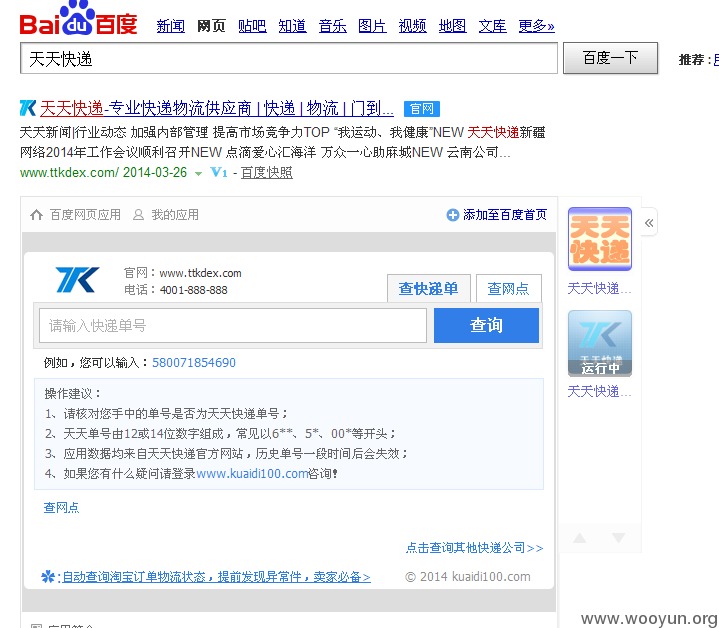 Bai du 百度 新闻 网页 贴吧 知道 音乐 图片 视频 地图 文库 更多»
天天快递 百度一下 推荐：
天天快递-专业快递物流供应商 | 快递 | 物流 | 门到... 官网
天天新闻|行业动态 加强内部管理 提高市场竞争力TOP “我运动、我健康”NEW 天天快递新疆
网络2014年工作会议顺利召开NEW 点滴爱心汇海洋 万众一心助麻城NEW 云南公司...
www.ttkdex.com/ 2014-03-26 V1 - 百度快照
百度网页应用 我的应用 添加至百度首页
官网：www.ttkdex.com
电话：4001-888-888
查快递单 查网点
请输入快递单号 查询
例如，您可以输入：580071854690
操作建议：
1、请核对您手中的单号是否为天天快递单号；
2、天天单号由12或14位数字组成，常见以6**、5*、00*等开头；
3、应用数据均来自天天快递官方网站，历史单号一段时间后会失效；
4、如果您有什么疑问请登录www.kuaidi100.com咨询！
查网点
点击查询其他快递公司>>
自动查询淘宝订单物流状态，提前发现异常件，卖家必备>
© 2014 kuaidi100.com
天天
快递
天天快递...
天天快递
运行中
天天快递...
www.wooyun.org